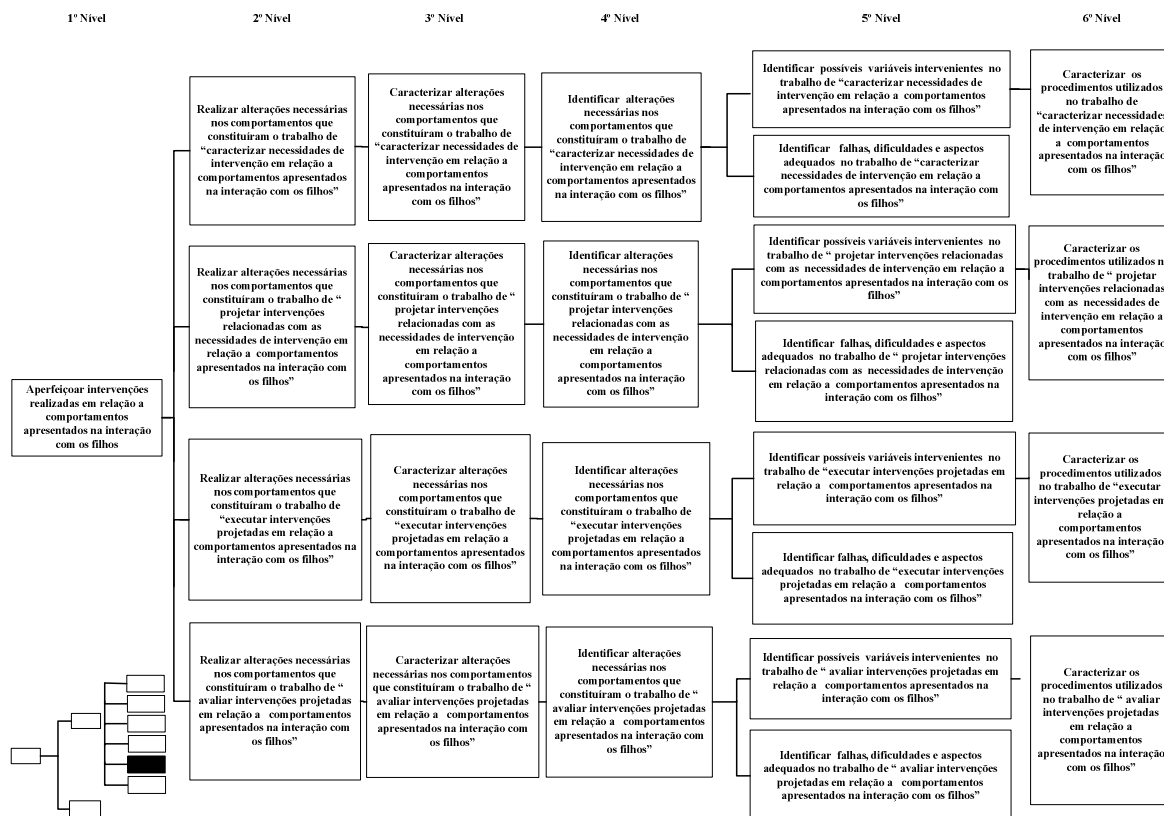 1º Nível
2º Nível
3º Nível
4º Nível
5º Nível
6º Nível
Aperfeiçoar intervenções
realizadas em relação a
comportamentos
apresentados na interação
com os filhos
Realizar alterações necessárias
nos comportamentos que
constituíram o trabalho de
“caracterizar necessidades de
intervenção em relação a
comportamentos apresentados
na interação com os filhos”
Caracterizar alterações
necessárias nos
comportamentos que
constituíram o trabalho de
“caracterizar necessidades de
intervenção em relação a
comportamentos
apresentados na interação
com os filhos”
Identificar alterações
necessárias nos
comportamentos que
constituíram o trabalho de
“caracterizar necessidades de
intervenção em relação a
comportamentos apresentados
na interação com os filhos”
Identificar possíveis variáveis intervenientes no
trabalho de “caracterizar necessidades de
intervenção em relação a comportamentos
apresentados na interação com os filhos”
Identificar falhas, dificuldades e aspectos
adequados no trabalho de “caracterizar
necessidades de intervenção em relação a
comportamentos apresentados na interação com
os filhos”
Caracterizar os
procedimentos utilizados
no trabalho de
“caracterizar necessidades
de intervenção em relação
a comportamentos
apresentados na interação
com os filhos”
Realizar alterações necessárias
nos comportamentos que
constituíram o trabalho de “
projetar intervenções
relacionadas com as
necessidades de intervenção em
relação a comportamentos
apresentados na interação com
os filhos”
Caracterizar alterações
necessárias nos
comportamentos que
constituíram o trabalho de “
projetar intervenções
relacionadas com as
necessidades de intervenção
em relação a
comportamentos
apresentados na interação
com os filhos”
Identificar alterações
necessárias nos
comportamentos que
constituíram o trabalho de “
projetar intervenções
relacionadas com as
necessidades de intervenção
em relação a
comportamentos
apresentados na interação
com os filhos”
Identificar possíveis variáveis intervenientes no
trabalho de “ projetar intervenções relacionadas
com as necessidades de intervenção em relação a
comportamentos apresentados na interação com os
filhos”
Identificar falhas, dificuldades e aspectos
adequados no trabalho de “ projetar intervenções
relacionadas com as necessidades de intervenção
em relação a comportamentos apresentados na
interação com os filhos”
Caracterizar os
procedimentos utilizados n
trabalho de “ projetar
intervenções relacionadas
com as necessidades de
intervenção em relação a
comportamentos
apresentados na interação
com os filhos”
Realizar alterações necessárias
nos comportamentos que
constituíram o trabalho de
“executar intervenções
projetadas em relação a
comportamentos apresentados na
interação com os filhos”
Caracterizar alterações
necessárias nos
comportamentos que
constituíram o trabalho de
“executar intervenções
projetadas em relação a
comportamentos apresentados
na interação com os filhos”
Identificar alterações
necessárias nos
comportamentos que
constituíram o trabalho de
“executar intervenções
projetadas em relação a
comportamentos apresentados
na interação com os filhos”
Identificar possíveis variáveis intervenientes no
trabalho de “executar intervenções projetadas em
relação a comportamentos apresentados na
interação com os filhos”
Identificar falhas, dificuldades e aspectos
adequados no trabalho de “executar intervenções
projetadas em relação a comportamentos
apresentados na interação com os filhos”
Caracterizar os
procedimentos utilizados
no trabalho de “executar
intervenções projetadas em
relação a
comportamentos
apresentados na interação
com os filhos”
Realizar alterações necessárias
nos comportamentos que
constituíram o trabalho de “
avaliar intervenções projetadas
em relação a comportamentos
apresentados na interação com
os filhos”
Caracterizar alterações
necessárias nos comportamentos
que constituíram o trabalho de “
avaliar intervenções projetadas
em relação a comportamentos
apresentados na interação com
os filhos”
Identificar alterações
necessárias nos
comportamentos que
constituíram o trabalho de “
avaliar intervenções projetadas
em relação a comportamentos
apresentados na interação com
os filhos”
Identificar possíveis variáveis intervenientes no
trabalho de “ avaliar intervenções projetadas em
relação a comportamentos apresentados na
interação com os filhos”
Identificar falhas, dificuldades e aspectos
adequados no trabalho de “ avaliar intervenções
projetadas em relação a comportamentos
apresentados na interação com os filhos”
Caracterizar os
procedimentos utilizados
no trabalho de “ avaliar
intervenções projetadas
em relação a
comportamentos
apresentados na interação
com os filhos”